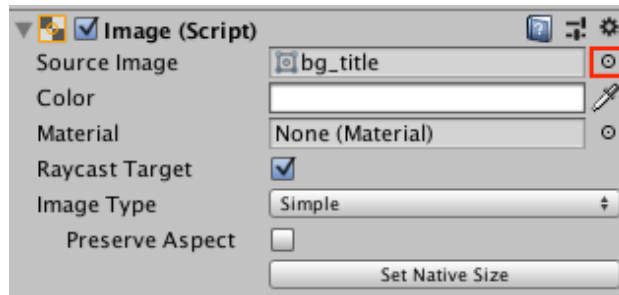 Image (Script)
Source Image bg_title
Color
Material None (Material)
Raycast Target
Image Type Simple
Preserve Aspect
Set Native Size